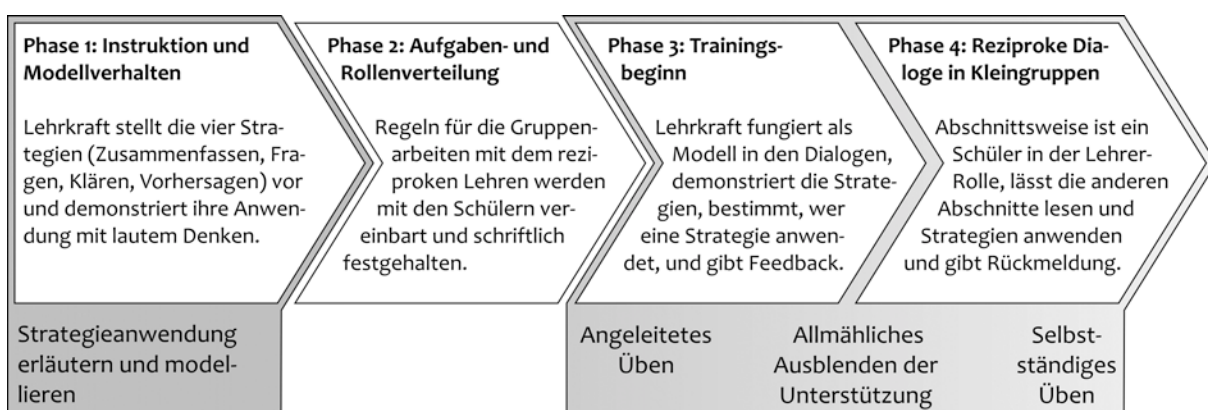 Phase 1: Instruktion und
Modellverhalten
Lehrkraft stellt die vier Stra-
tegien (Zusammenfassen, Fra-
gen, Klären, Vorhersagen) vor
und demonstriert ihre Anwen-
dung mit lautem Denken.
Phase 2: Aufgaben- und
Rollenverteilung
Regeln für die Gruppen-
arbeiten mit dem rezi-
proken Lehren werden
mit den Schülern ver-
einbart und schriftlich
festgehalten.
Phase 3: Trainings-
beginn
Lehrkraft fungiert als
Modell in den Dialogen,
demonstriert die Strate-
gien, bestimmt, wer
eine Strategie anwen-
det, und gibt Feedback.
Phase 4: Reziproke Dia-
loge in Kleingruppen
Abschnittsweise ist ein
Schüler in der Lehrer-
Rolle, lässt die anderen
Abschnitte lesen und
Strategien anwenden
und gibt Rückmeldung.
Strategieanwendung
erläutern und model-
lieren
Angeleitetes
Üben
Allmähliches
Ausblenden der
Unterstützung
Selbst-
ständiges
Üben